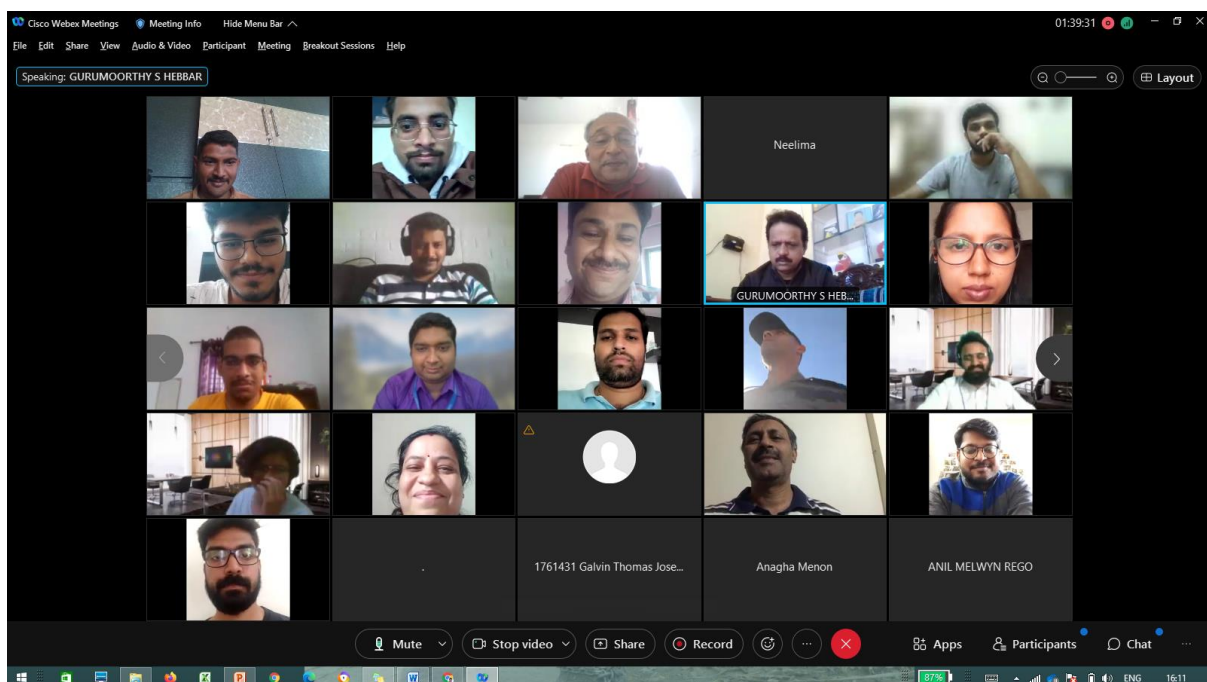 Cisco Webex Meetings Meeting Info Hide Menu Bar 01:39:31
File Edit Share View Audio & Video Participant Meeting Breakout Sessions Help
Speaking: GURUMOORTHY S HEBBAR
Layout
Neelima
GURUMOORTHY S HEB...
.
1761431 Galvin Thomas Jose...
Anagha Menon
ANIL MELWYN REGO
Mute Stop video Share Record Apps Participants Chat
87% ENG 16:11